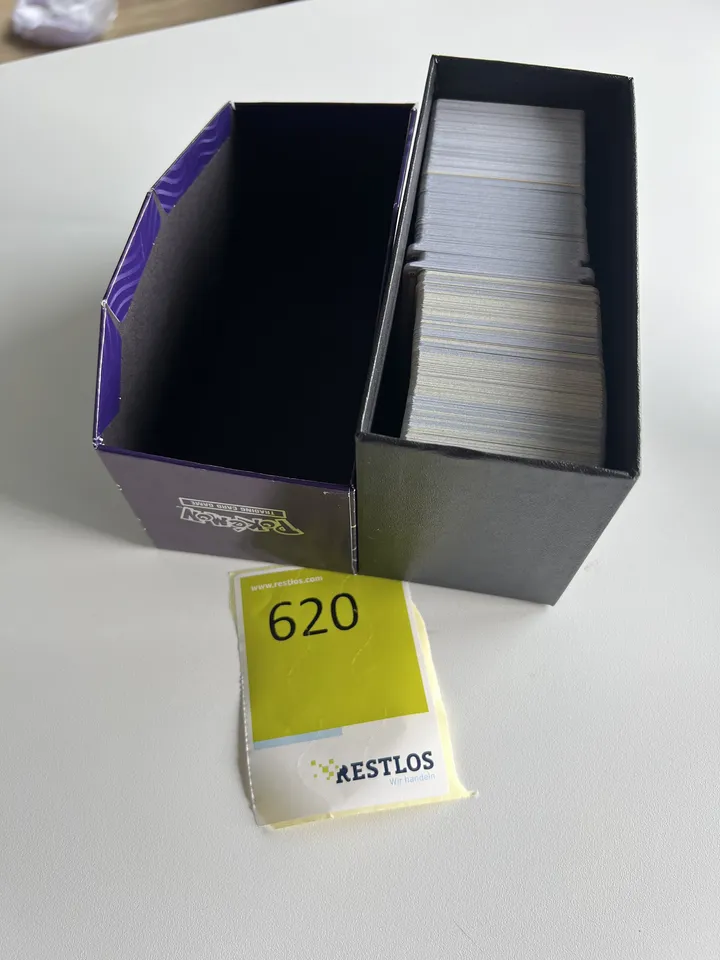 POKéMON
TRADING CARD GAME
www.restlos.com
620
RESTLOS
Wir handeln